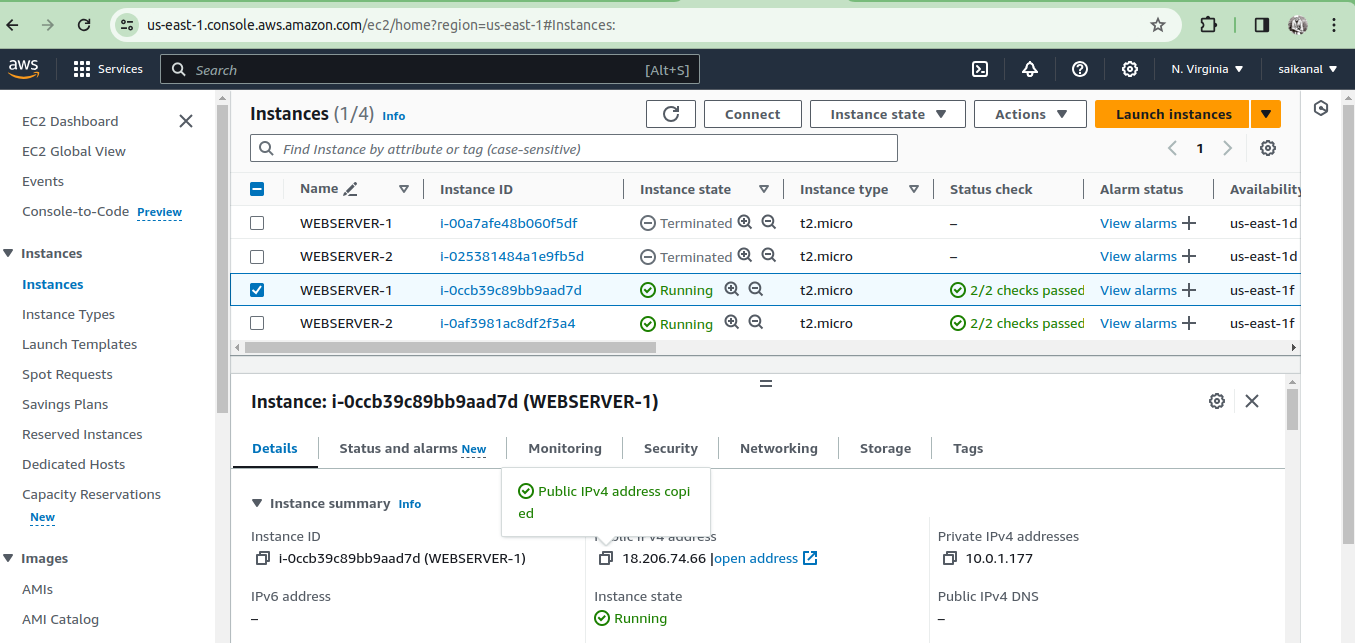 us-east-1.console.aws.amazon.com/ec2/home?region=us-east-1#Instances:
aws
Services
Search
[Alt+S]
N. Virginia
saikanal
EC2 Dashboard
EC2 Global View
Events
Console-to-Code Preview
Instances
Instances
Instance Types
Launch Templates
Spot Requests
Savings Plans
Reserved Instances
Dedicated Hosts
Capacity Reservations
New
Images
AMIs
AMI Catalog
Instances (1/4) Info
Connect
Instance state
Actions
Launch instances
Find Instance by attribute or tag (case-sensitive)
1
Name Instance ID Instance state Instance type Status check Alarm status Availability
WEBSERVER-1 i-00a7afe48b060f5df Terminated t2.micro – View alarms us-east-1d
WEBSERVER-2 i-025381484a1e9fb5d Terminated t2.micro – View alarms us-east-1d
WEBSERVER-1 i-0ccb39c89bb9aad7d Running t2.micro 2/2 checks passed View alarms us-east-1f
WEBSERVER-2 i-0af3981ac8df2f3a4 Running t2.micro 2/2 checks passed View alarms us-east-1f
Instance: i-0ccb39c89bb9aad7d (WEBSERVER-1)
Details
Status and alarms New
Monitoring
Security
Networking
Storage
Tags
Public IPv4 address copi
ed
Instance summary Info
Instance ID
i-0ccb39c89bb9aad7d (WEBSERVER-1)
Public IPv4 address
18.206.74.66 |open address
Private IPv4 addresses
10.0.1.177
IPv6 address
–
Instance state
Running
Public IPv4 DNS
–